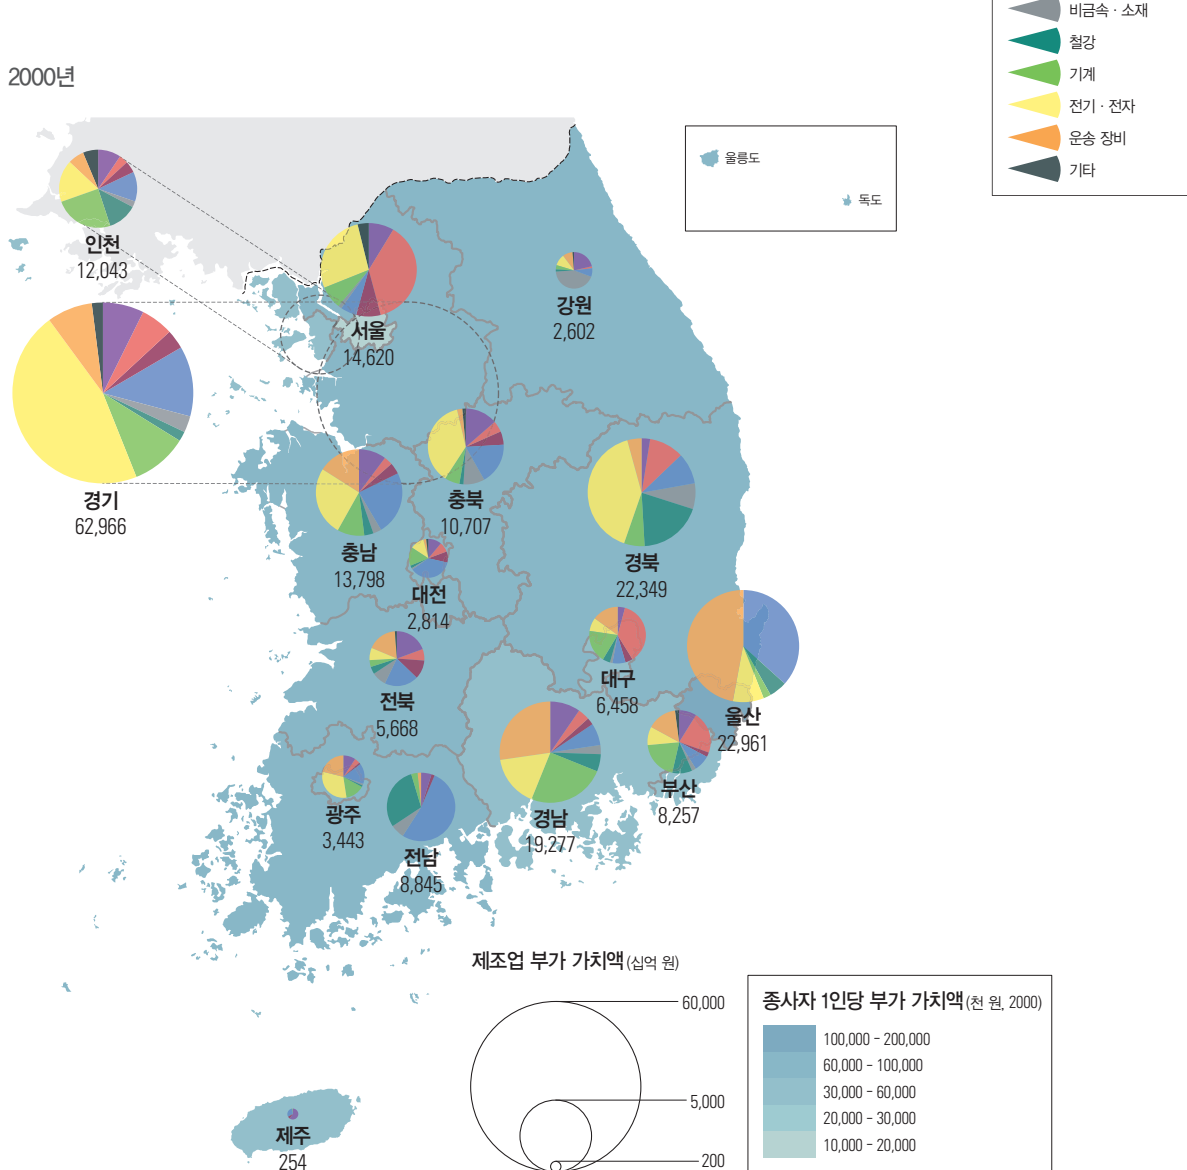 비금속 · 소재
철강
기계
전기 · 전자
운송 장비
기타
2000년
울릉도
독도
인천
12,043
서울
14,620
강원
2,602
경기
62,966
충북
10,707
충남
13,798
대전
2,814
경북
22,349
대구
6,458
울산
22,961
전북
5,668
광주
3,443
전남
8,845
경남
19,277
부산
8,257
제주
254
제조업 부가 가치액 (십억 원)
60,000
5,000
200
종사자 1인당 부가 가치액 (천 원, 2000)
100,000 - 200,000
60,000 - 100,000
30,000 - 60,000
20,000 - 30,000
10,000 - 20,000